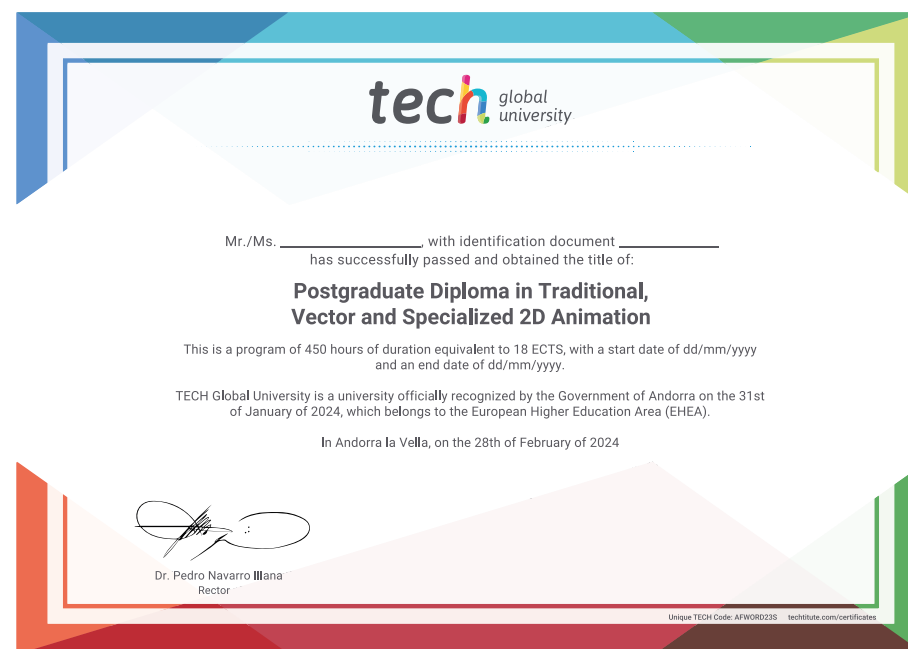 tech global university
Mr./Ms. ____________, with identification document ____________
has successfully passed and obtained the title of:
Postgraduate Diploma in Traditional,
Vector and Specialized 2D Animation
This is a program of 450 hours of duration equivalent to 18 ECTS, with a start date of dd/mm/yyyy
and an end date of dd/mm/yyyy.
TECH Global University is a university officially recognized by the Government of Andorra on the 31st
of January of 2024, which belongs to the European Higher Education Area (EHEA).
In Andorra la Vella, on the 28th of February of 2024
Dr. Pedro Navarro Illana
Rector
Unique TECH Code: AFWORD23S techtitute.com/certificates